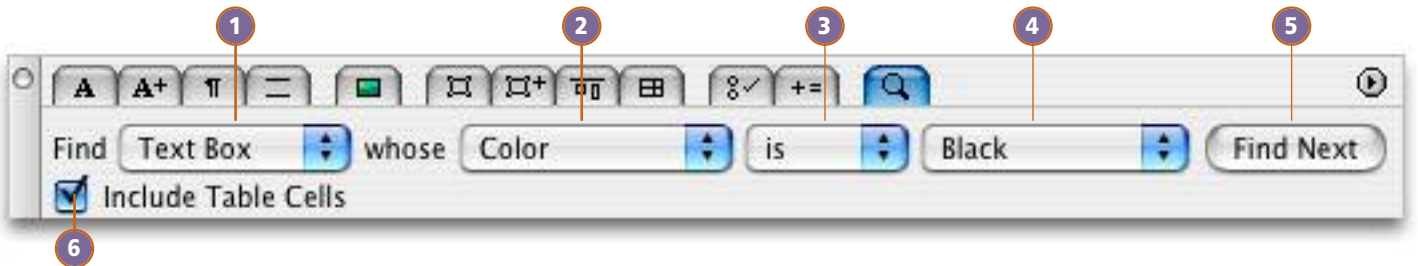 1 2 3 4 5
A A+ ¶ + =
Find Text Box whose Color is Black Find Next
Include Table Cells
6